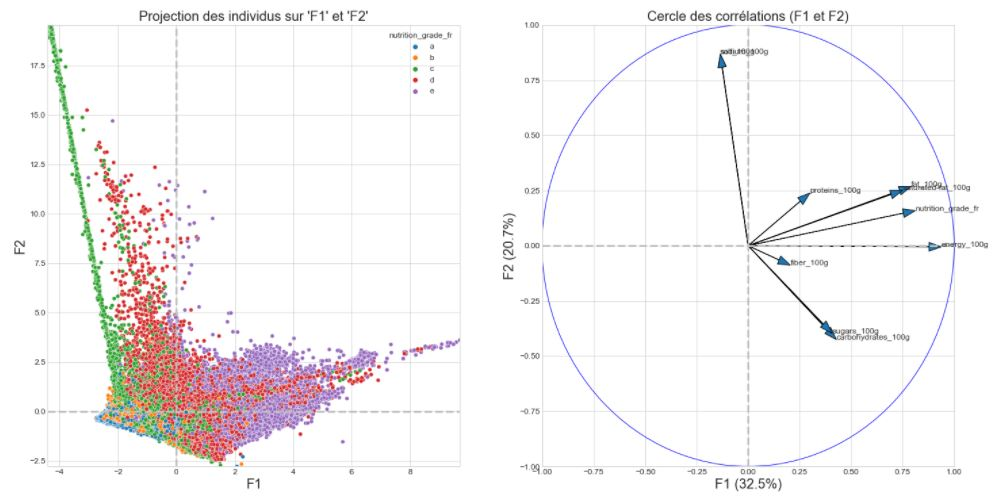 Projection des individus sur 'F1' et 'F2'
nutrition_grade_fr
a
b
c
d
e
17.5
15.0
12.5
10.0
7.5
5.0
2.5
0.0
−2.5
F2
−4
−2
0
2
4
6
8
F1
Cercle des corrélations (F1 et F2)
1.00
0.75
0.50
0.25
0.00
−0.25
−0.50
−0.75
−1.00
F2 (20.7%)
proteins_100g
fat_100g
nutrition_grade_fr
energy_100g
fiber_100g
sugars_100g
carbohydrates_100g
−1.00
−0.75
−0.50
−0.25
0.00
0.25
0.50
0.75
1.00
F1 (32.5%)